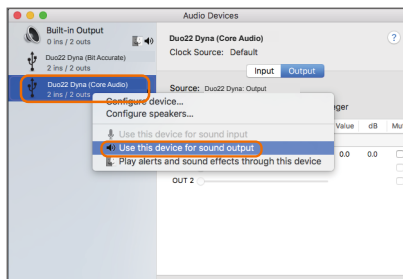 Audio Devices
Built-in Output
0 ins / 2 outs
Duo22 Dyna (Bit Accurate)
2 ins / 2 outs
Duo22 Dyna (Core Audio)
2 ins / 2 outs
Duo22 Dyna (Core Audio)
?
Clock Source: Default
Input Output
Source: Duo22 Dyna: Output
Configure device...
Configure speakers...
Use this device for sound input
Use this device for sound output
Play alerts and sound effects through this device
Value dB Mu
0.0 0.0
OUT 2